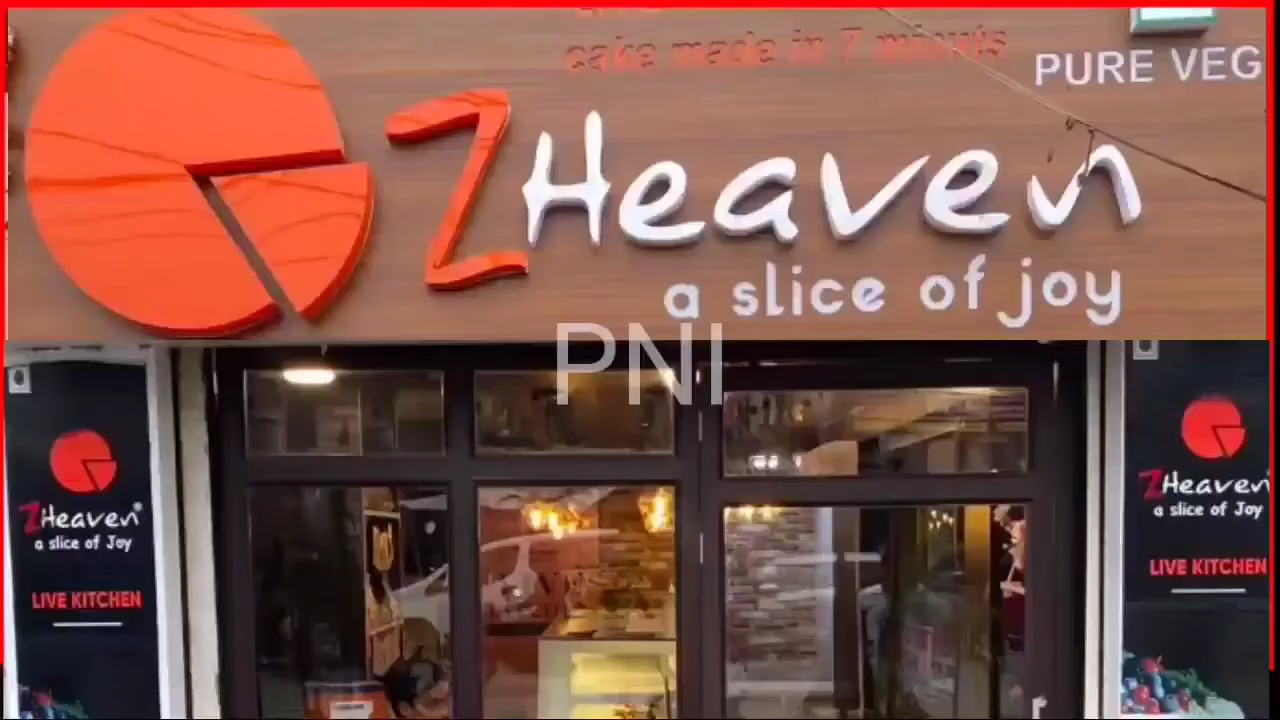 cake made in 7 minuts
PURE VEG
ZHeaven
a slice of joy
PNI
ZHeaven®
a slice of Joy
LIVE KITCHEN
ZHeaven
a slice of Joy
LIVE KITCHEN